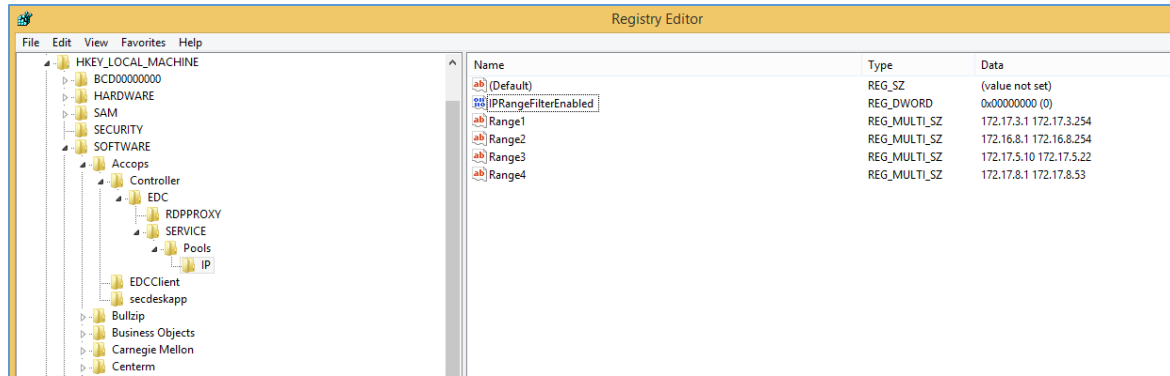 Registry Editor
File Edit View Favorites Help
HKEY_LOCAL_MACHINE
BCD00000000
HARDWARE
SAM
SECURITY
SOFTWARE
Accops
Controller
EDC
RDPPROXY
SERVICE
Pools
IP
EDCClient
secdeskapp
Bullzip
Business Objects
Carnegie Mellon
Centerm
Name Type Data
(Default) REG_SZ (value not set)
IPRangeFilterEnabled REG_DWORD 0x00000000 (0)
Range1 REG_MULTI_SZ 172.17.3.1 172.17.3.254
Range2 REG_MULTI_SZ 172.16.8.1 172.16.8.254
Range3 REG_MULTI_SZ 172.17.5.10 172.17.5.22
Range4 REG_MULTI_SZ 172.17.8.1 172.17.8.53